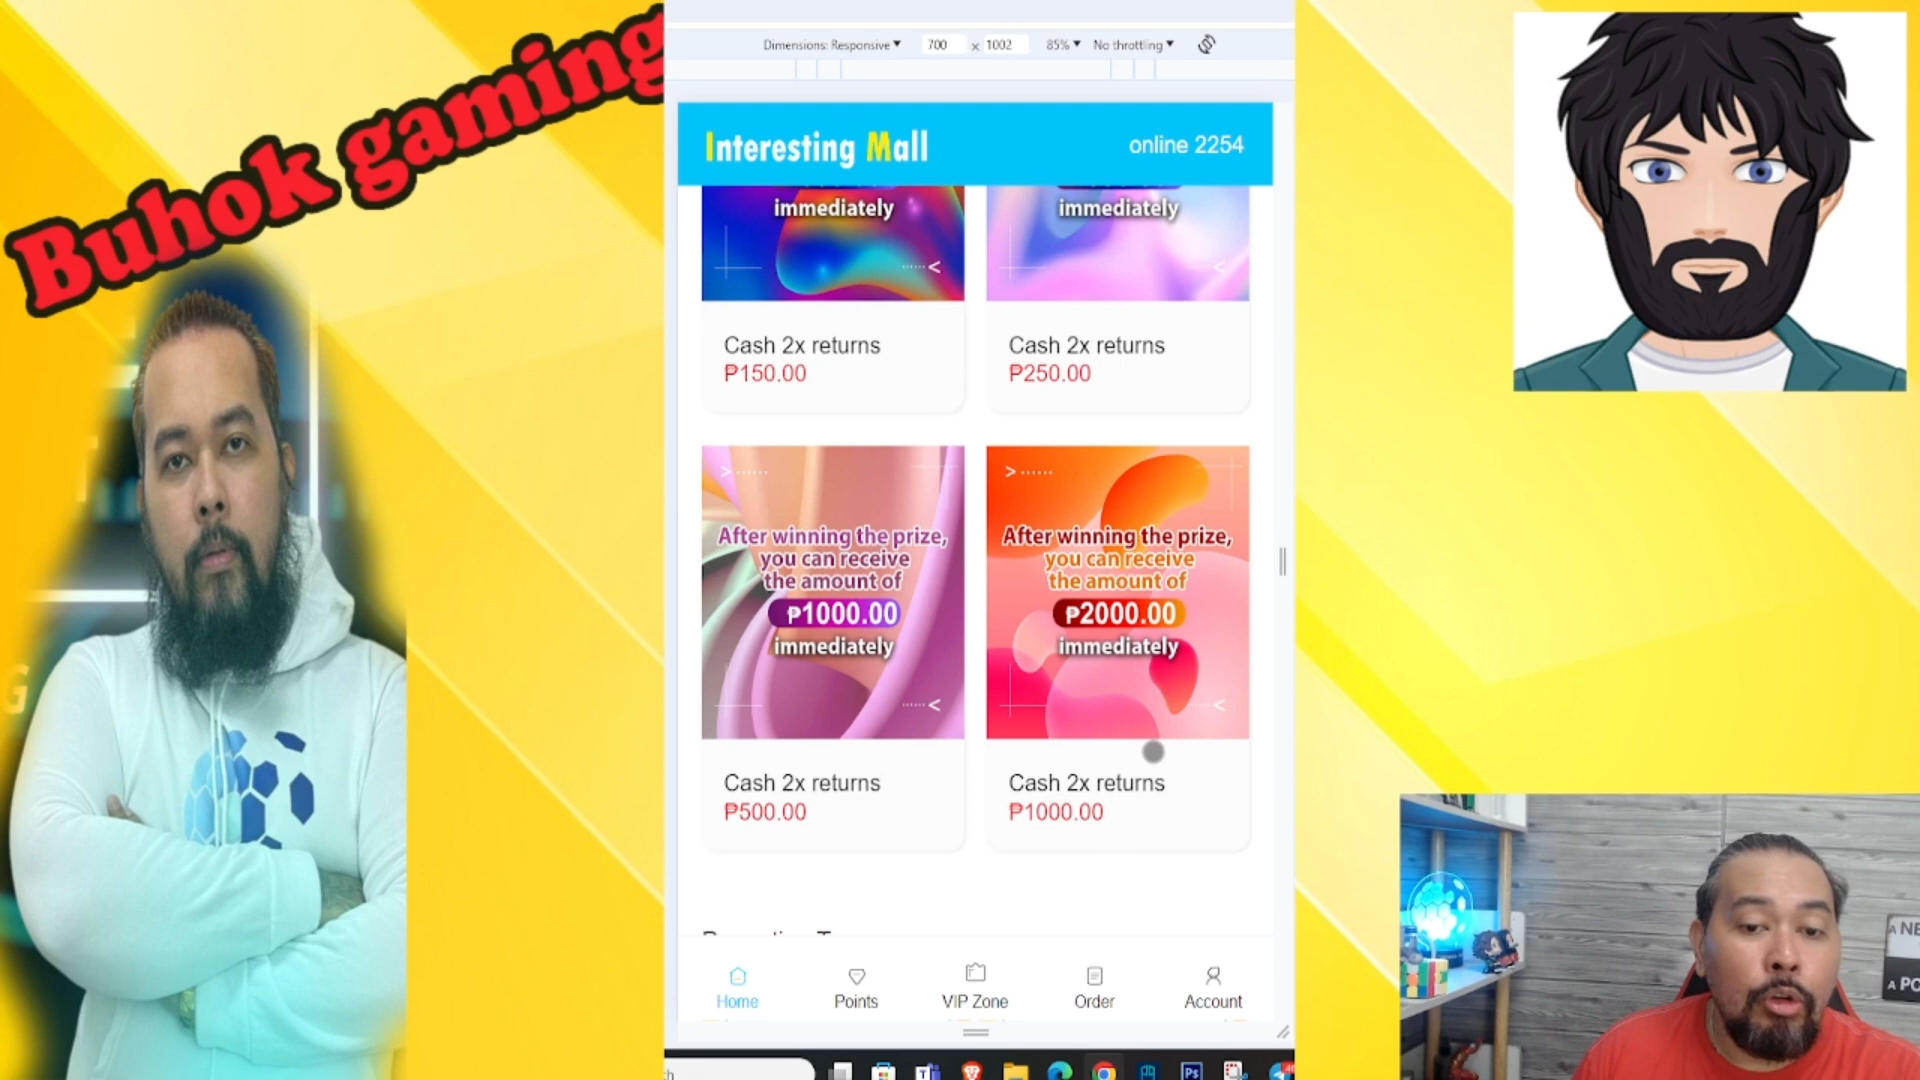 Buhok gaming
Dimensions: Responsive 700 x 1002 85% No throttling
Interesting Mall online 2254
immediately
immediately
Cash 2x returns
₱150.00
Cash 2x returns
₱250.00
After winning the prize,
you can receive
the amount of
₱1000.00
immediately
After winning the prize,
you can receive
the amount of
₱2000.00
immediately
Cash 2x returns
₱500.00
Cash 2x returns
₱1000.00
Home
Points
VIP Zone
Order
Account
A NE
A PO
Ps